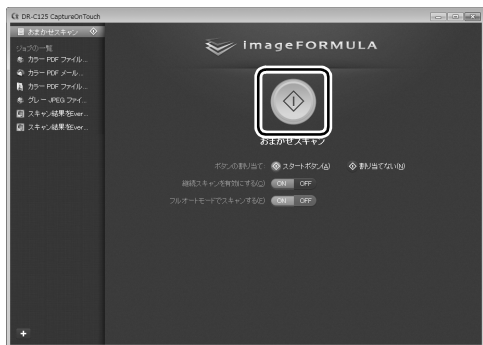 DR-C125 CaptureOnTouch
おまかせスキャン
ジョブの一覧
カラー PDF ファイル...
カラー PDF メール...
カラー PDF ファイル...
グレー JPEG ファイ...
スキャン結果をEver...
スキャン結果をEver...
imageFORMULA
おまかせスキャン
ボタンの割り当て: スタートボタン(A) 割り当てない(N)
継続スキャンを有効にする(C) ON OFF
フルオートモードでスキャンする(F) ON OFF